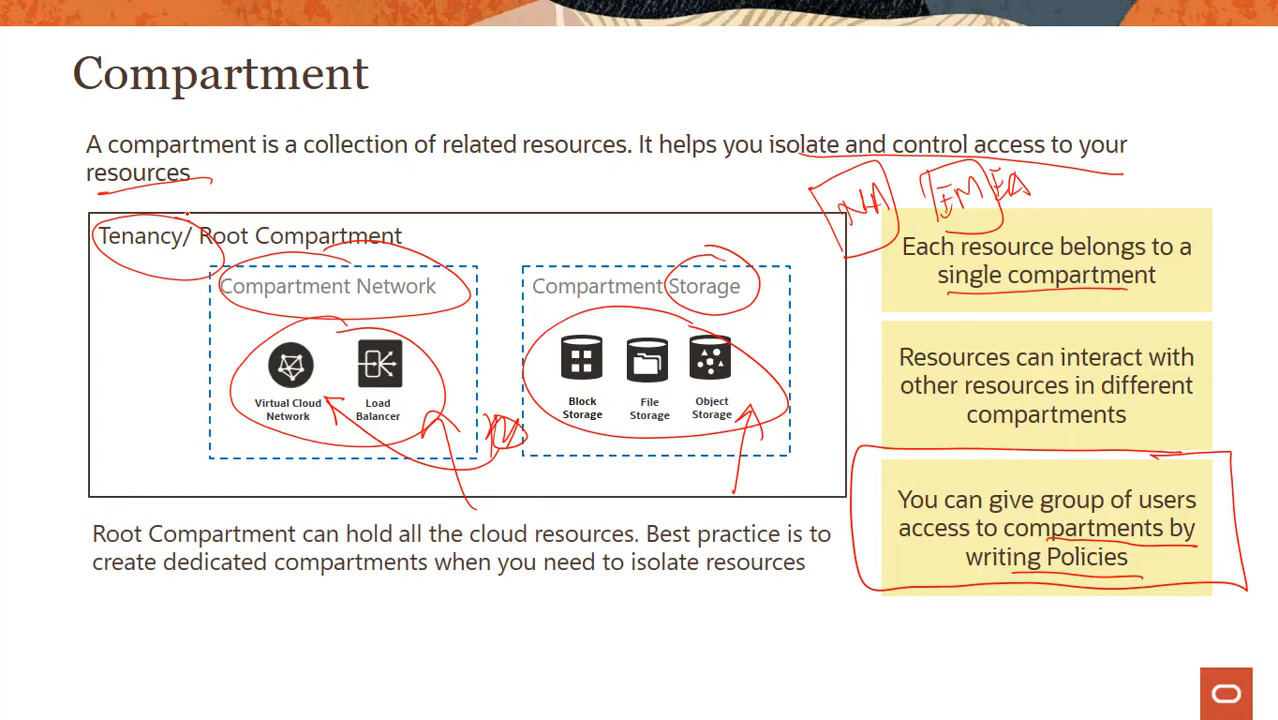 Compartment
A compartment is a collection of related resources. It helps you isolate and control access to your
resources
NA EMEA
Tenancy/ Root Compartment
Compartment Network
Compartment Storage
Virtual Cloud
Network
Load
Balancer
Block
Storage
File
Storage
Object
Storage
Each resource belongs to a
single compartment
Resources can interact with
other resources in different
compartments
You can give group of users
access to compartments by
writing Policies
Root Compartment can hold all the cloud resources. Best practice is to
create dedicated compartments when you need to isolate resources